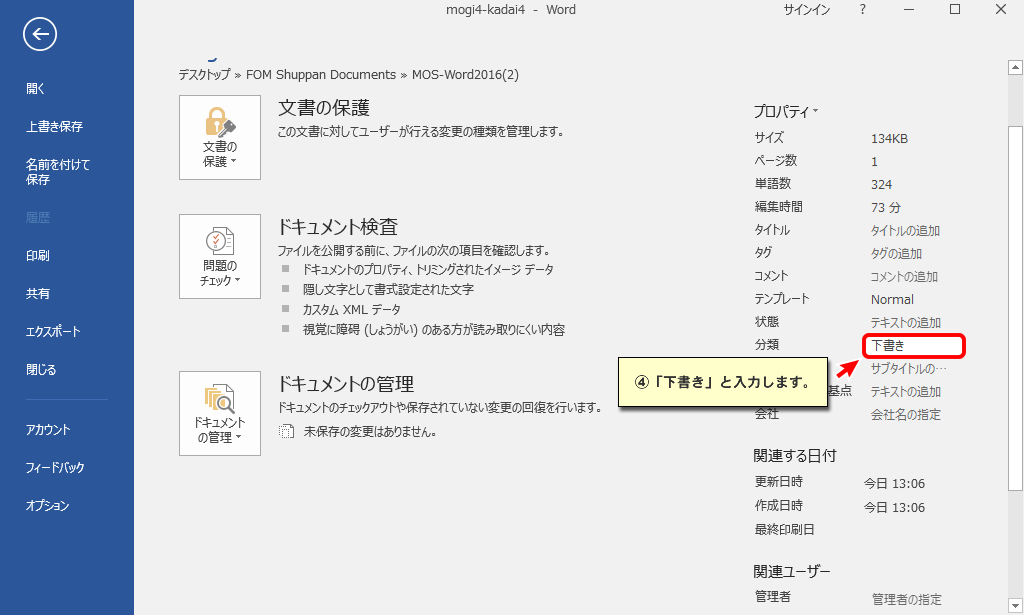 mogi4-kadai4 - Word
サインイン
?
開く
上書き保存
名前を付けて
保存
履歴
印刷
共有
エクスポート
閉じる
アカウント
フィードバック
オプション
デスクトップ » FOM Shuppan Documents » MOS-Word2016(2)
文書の
保護
文書の保護
この文書に対してユーザーが行える変更の種類を管理します。
問題の
チェック
ドキュメント検査
ファイルを公開する前に、ファイルの次の項目を確認します。
ドキュメントのプロパティ、トリミングされたイメージ データ
隠し文字として書式設定された文字
カスタム XML データ
視覚に障碍 (しょうがい) のある方が読み取りにくい内容
ドキュメント
の管理
ドキュメントの管理
ドキュメントのチェックアウトや保存されていない変更の回復を行います。
未保存の変更はありません。
プロパティ
サイズ 134KB
ページ数 1
単語数 324
編集時間 73 分
タイトル タイトルの追加
タグ タグの追加
コメント コメントの追加
テンプレート Normal
状態 テキストの追加
分類 下書き
サブタイトルの…
④「下書き」と入力します。
基点 テキストの追加
会社 会社名の指定
関連する日付
更新日時 今日 13:06
作成日時 今日 13:06
最終印刷日
関連ユーザー
管理者 管理者の指定